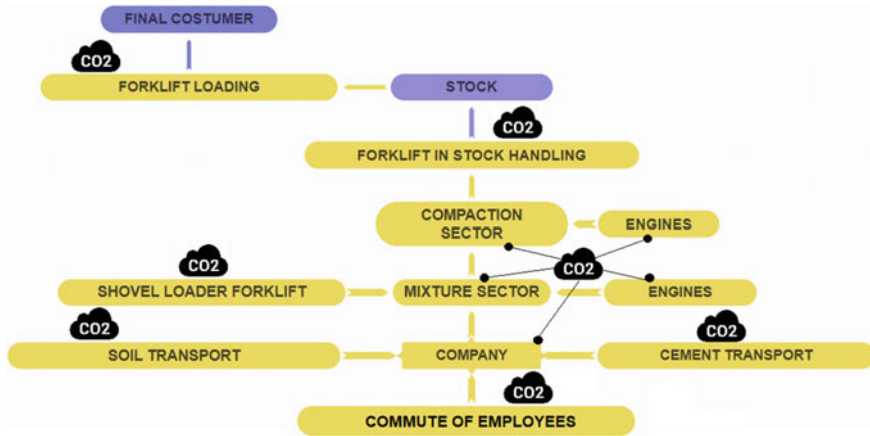 FINAL COSTUMER
CO2
FORKLIFT LOADING
STOCK
CO2
FORKLIFT IN STOCK HANDLING
COMPACTION
SECTOR
ENGINES
CO2
CO2
SHOVEL LOADER FORKLIFT
MIXTURE SECTOR
ENGINES
CO2
CO2
SOIL TRANSPORT
COMPANY
CEMENT TRANSPORT
CO2
COMMUTE OF EMPLOYEES